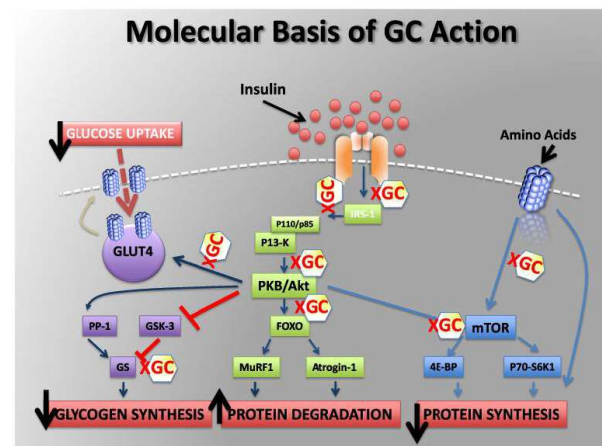 Molecular Basis of GC Action
Insulin
GLUCOSE UPTAKE
Amino Acids
XGC
XGC
IRS-1
P110/p85
P13-K
GLUT4
XGC
XGC
XGC
PKB/Akt
XGC
PP-1
GSK-3
FOXO
XGC
mTOR
GS
XGC
MuRF1
Atrogin-1
4E-BP
P70-S6K1
GLYCOGEN SYNTHESIS
PROTEIN DEGRADATION
PROTEIN SYNTHESIS